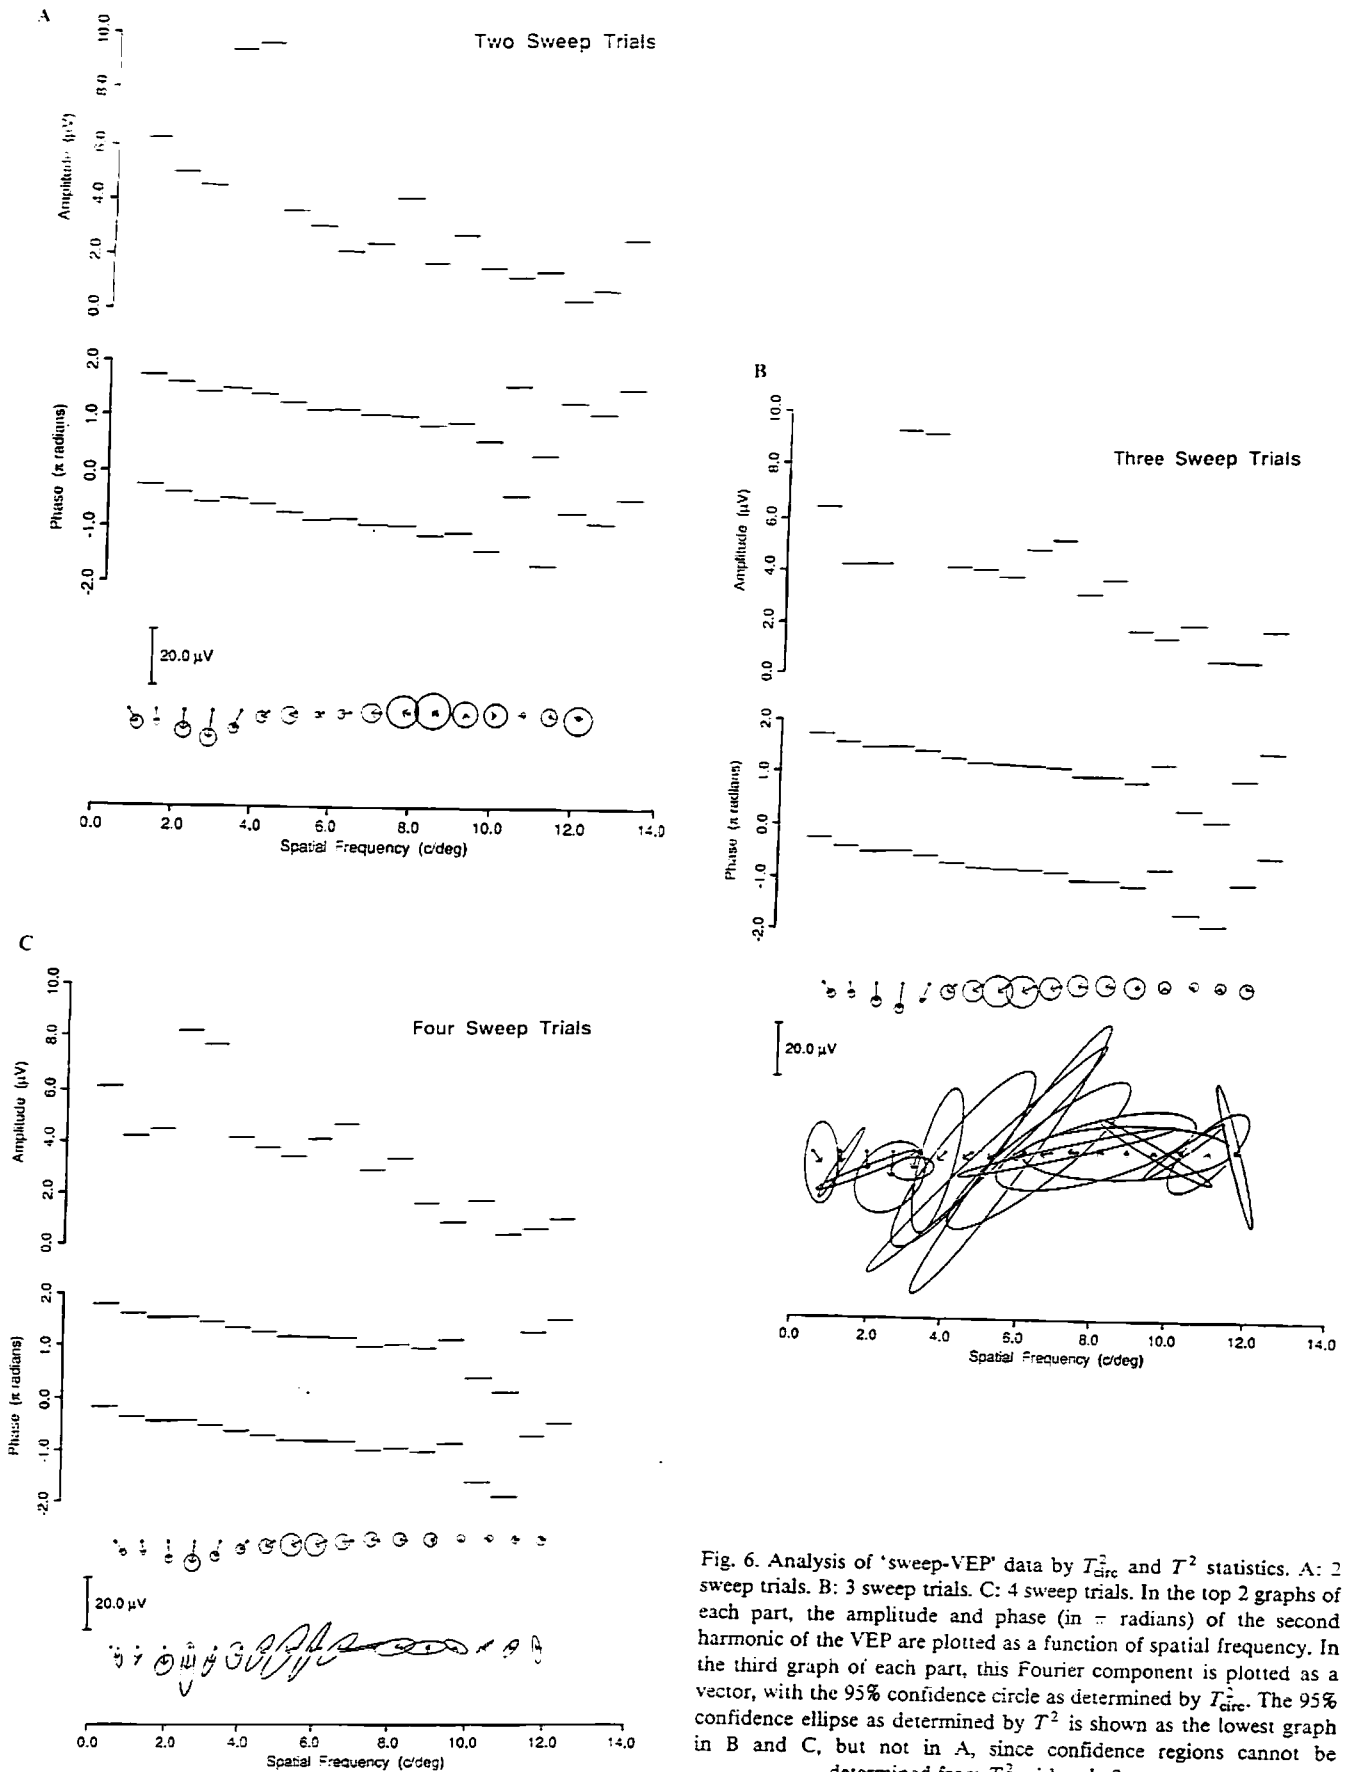 A
Two Sweep Trials
10.0
8.0
6.0
4.0
2.0
0.0
Amplitude (μV)
2.0
1.0
0.0
-1.0
-2.0
Phase (π radians)
20.0 μV
0.0 2.0 4.0 6.0 8.0 10.0 12.0 14.0
Spatial Frequency (c/deg)
B
Three Sweep Trials
10.0
8.0
6.0
4.0
2.0
0.0
Amplitude (μV)
2.0
1.0
0.0
-1.0
-2.0
Phase (π radians)
20.0 μV
0.0 2.0 4.0 6.0 8.0 10.0 12.0 14.0
Spatial Frequency (c/deg)
C
Four Sweep Trials
10.0
8.0
6.0
4.0
2.0
0.0
Amplitude (μV)
2.0
1.0
0.0
-1.0
-2.0
Phase (π radians)
20.0 μV
0.0 2.0 4.0 6.0 8.0 10.0 12.0 14.0
Spatial Frequency (c/deg)
Fig. 6. Analysis of 'sweep-VEP' data by T²circ and T² statistics. A: 2
sweep trials. B: 3 sweep trials. C: 4 sweep trials. In the top 2 graphs of
each part, the amplitude and phase (in π radians) of the second
harmonic of the VEP are plotted as a function of spatial frequency. In
the third graph of each part, this Fourier component is plotted as a
vector, with the 95% confidence circle as determined by T²circ. The 95%
confidence ellipse as determined by T² is shown as the lowest graph
in B and C, but not in A, since confidence regions cannot be